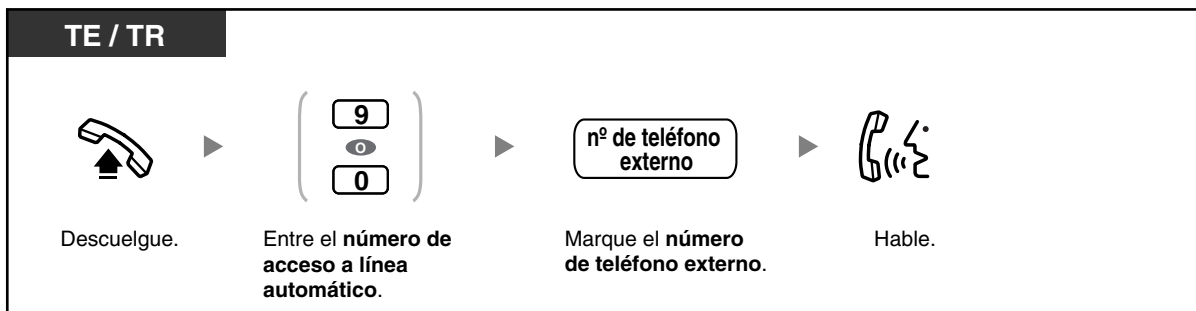 TE / TR
9
o
0
nº de teléfono
externo
Descuelgue.
Entre el número de
acceso a línea
automático.
Marque el número
de teléfono externo.
Hable.